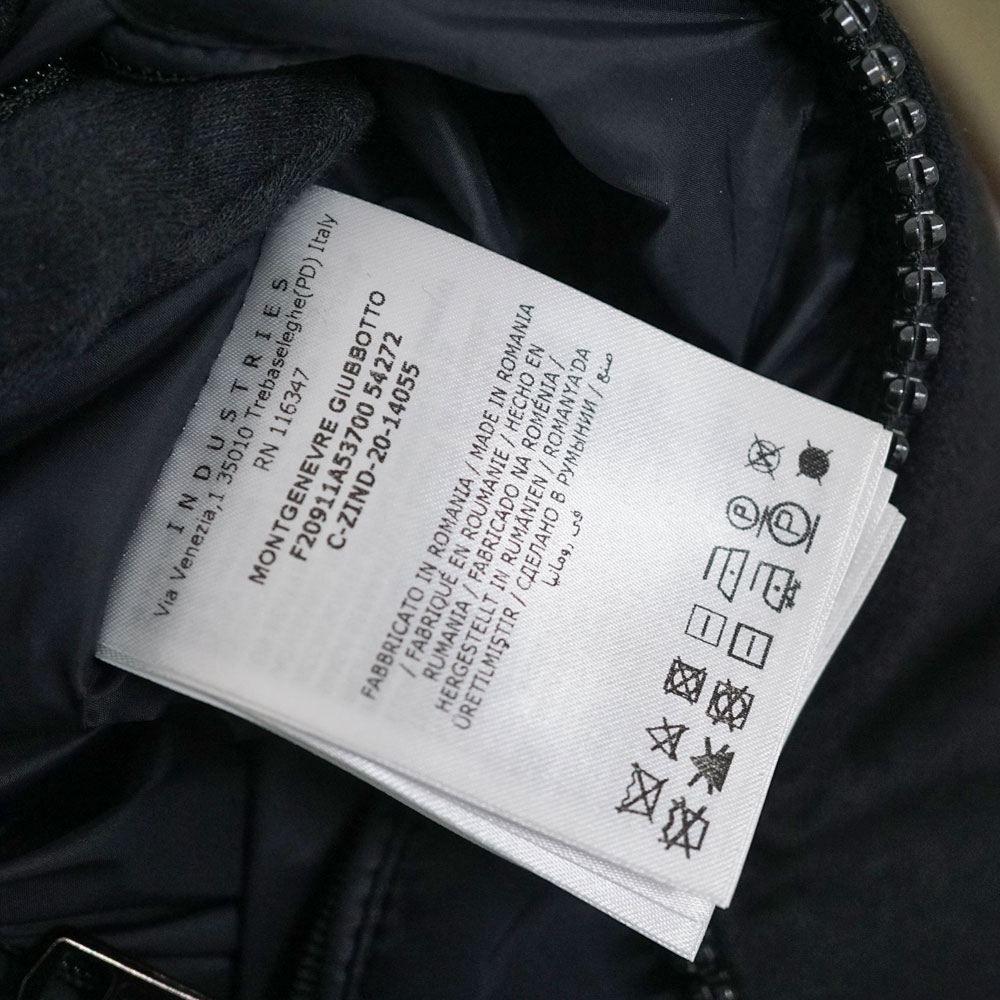 INDUSTRIES
Via Venezia,1 35010 Trebaseleghe(PD) Italy
RN 116347
MONTGENEVRE GIUBBOTTO
F20911A53700 54272
C-ZIND-20-14055
FABBRICATO IN ROMANIA / MADE IN ROMANIA
/ FABRIQUÉ EN ROUMANIE / HECHO EN
RUMANIA / FABRICADO NA ROMÉNIA /
HERGESTELLT IN RUMÄNIEN / ROMANYA'DA
ÜRETILMIŞTIR / СДЕЛАНО В РУМЫНИИ / صنع
في رومانيا
P P